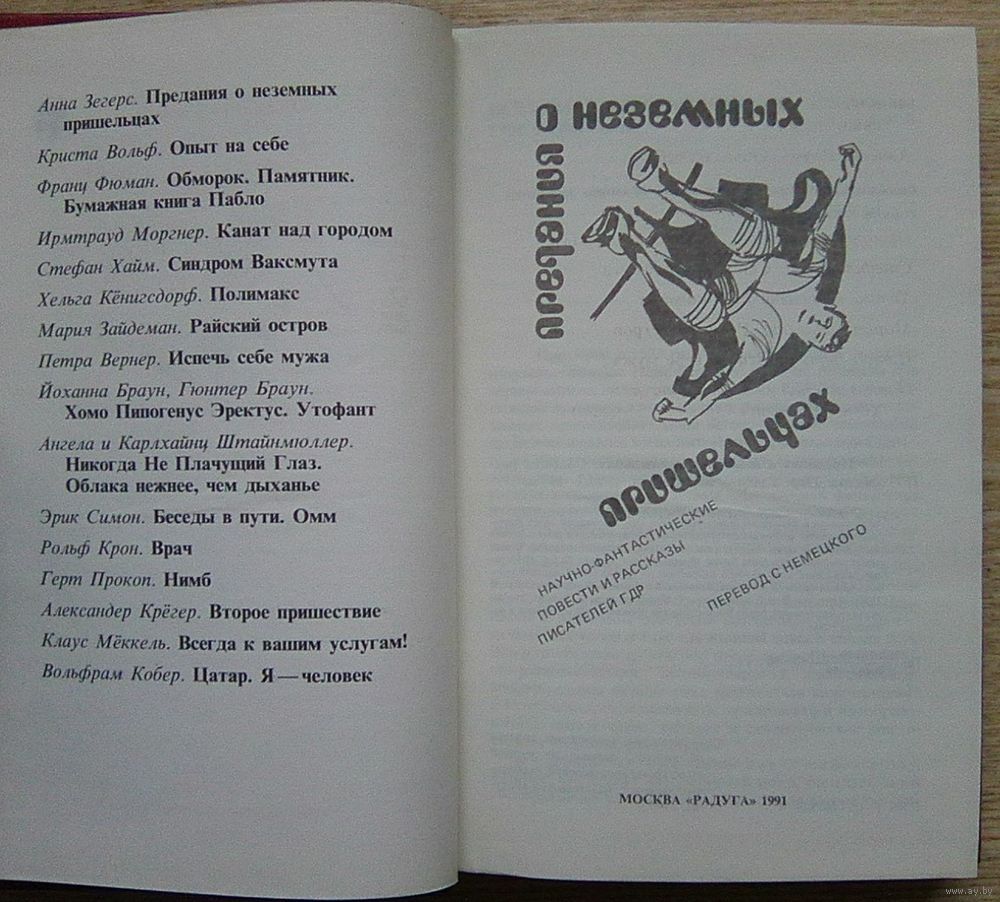 Анна Зегерс. Предания о неземных
пришельцах
Криста Вольф. Опыт на себе
Франц Фюман. Обморок. Памятник.
Бумажная книга Пабло
Ирмтрауд Моргнер. Канат над городом
Стефан Хайм. Синдром Ваксмута
Хельга Кёнигсдорф. Полимакс
Мария Зайдеман. Райский остров
Петра Вернер. Испечь себе мужа
Йоханна Браун, Гюнтер Браун.
Хомо Пипогенус Эректус. Утофант
Ангела и Карлхайнц Штайнмюллер.
Никогда Не Плачущий Глаз.
Облака нежнее, чем дыханье
Эрик Симон. Беседы в пути. Омм
Рольф Крон. Врач
Герт Прокоп. Нимб
Александер Крёгер. Второе пришествие
Клаус Мёккель. Всегда к вашим услугам!
Вольфрам Кобер. Цатар. Я — человек
предания
о неземных
пришельцах
НАУЧНО-ФАНТАСТИЧЕСКИЕ
ПОВЕСТИ И РАССКАЗЫ
ПИСАТЕЛЕЙ ГДР
ПЕРЕВОД С НЕМЕЦКОГО
МОСКВА «РАДУГА» 1991
www.ay.by